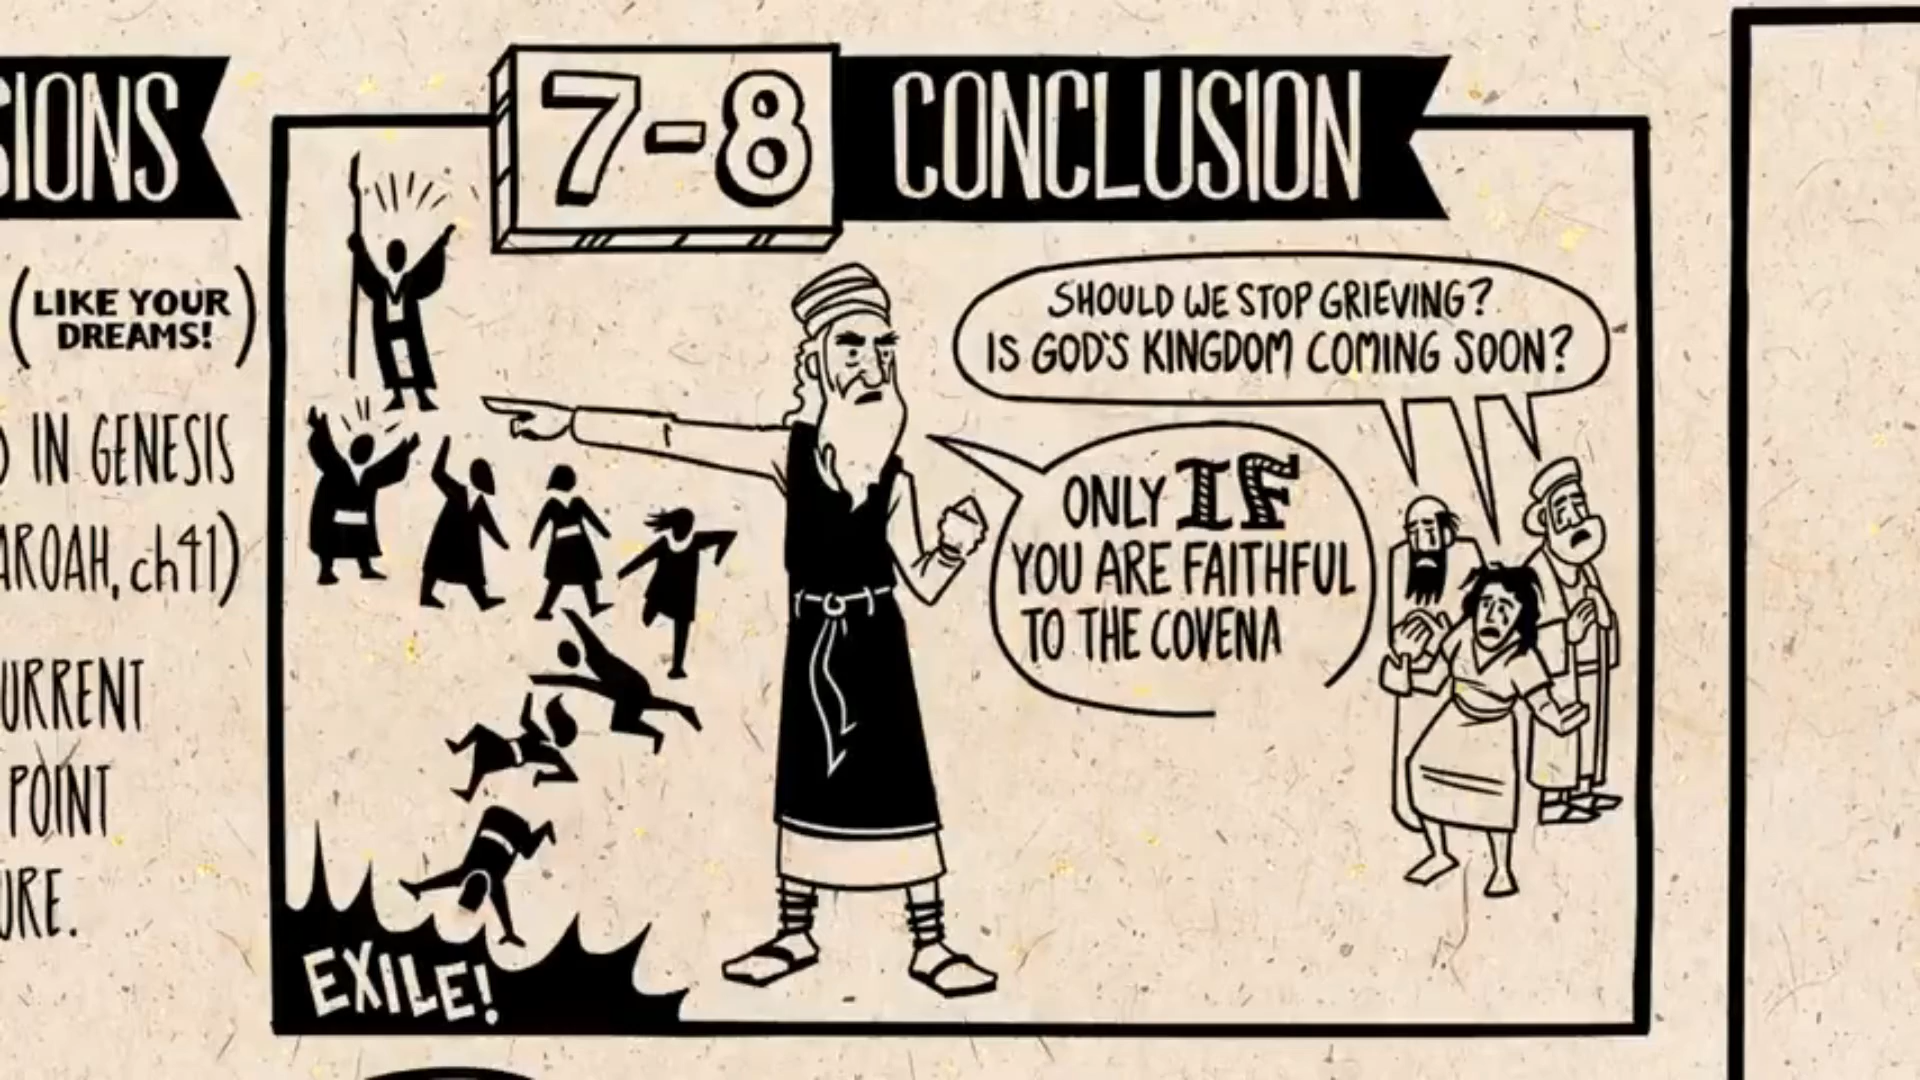 SIONS
(LIKE YOUR
DREAMS!)
IN GENESIS
AROAH, ch41)
URRENT
POINT
URE.
7-8 CONCLUSION
SHOULD WE STOP GRIEVING?
IS GOD'S KINGDOM COMING SOON?
ONLY IF
YOU ARE FAITHFUL
TO THE COVENA
EXILE!